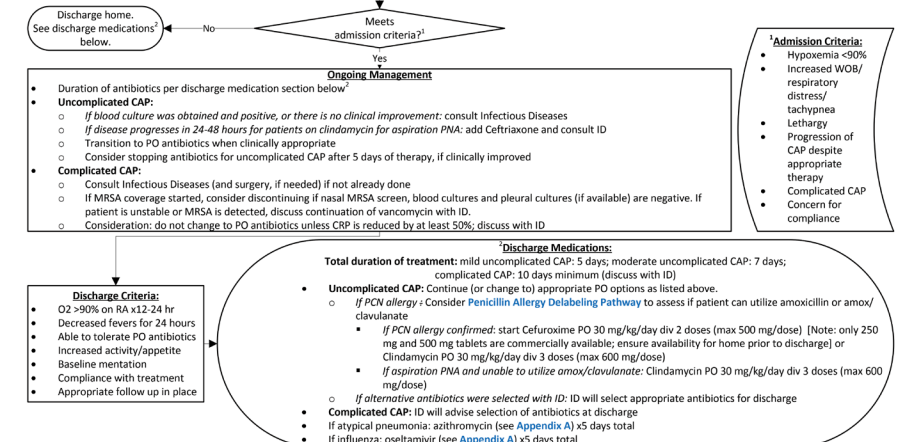 Discharge home.
See discharge medications²
below.
No
Meets
admission criteria?¹
Yes
¹Admission Criteria:
• Hypoxemia <90%
• Increased WOB/
respiratory
distress/
tachypnea
• Lethargy
• Progression of
CAP despite
appropriate
therapy
• Complicated CAP
• Concern for
compliance
Ongoing Management
• Duration of antibiotics per discharge medication section below²
• Uncomplicated CAP:
o If blood culture was obtained and positive, or there is no clinical improvement: consult Infectious Diseases
o If disease progresses in 24-48 hours for patients on clindamycin for aspiration PNA: add Ceftriaxone and consult ID
o Transition to PO antibiotics when clinically appropriate
o Consider stopping antibiotics for uncomplicated CAP after 5 days of therapy, if clinically improved
• Complicated CAP:
o Consult Infectious Diseases (and surgery, if needed) if not already done
o If MRSA coverage started, consider discontinuing if nasal MRSA screen, blood cultures and pleural cultures (if available) are negative. If
patient is unstable or MRSA is detected, discuss continuation of vancomycin with ID.
o Consideration: do not change to PO antibiotics unless CRP is reduced by at least 50%; discuss with ID
Discharge Criteria:
• O2 >90% on RA x12-24 hr
• Decreased fevers for 24 hours
• Able to tolerate PO antibiotics
• Increased activity/appetite
• Baseline mentation
• Compliance with treatment
• Appropriate follow up in place
²Discharge Medications:
Total duration of treatment: mild uncomplicated CAP: 5 days; moderate uncomplicated CAP: 7 days;
complicated CAP: 10 days minimum (discuss with ID)
• Uncomplicated CAP: Continue (or change to) appropriate PO options as listed above.
o If PCN allergy : Consider Penicillin Allergy Delabeling Pathway to assess if patient can utilize amoxicillin or amox/
clavulanate
▪ If PCN allergy confirmed: start Cefuroxime PO 30 mg/kg/day div 2 doses (max 500 mg/dose) [Note: only 250
mg and 500 mg tablets are commercially available; ensure availability for home prior to discharge] or
Clindamycin PO 30 mg/kg/day div 3 doses (max 600 mg/dose)
▪ If aspiration PNA and unable to utilize amox/clavulanate: Clindamycin PO 30 mg/kg/day div 3 doses (max 600
mg/dose)
o If alternative antibiotics were selected with ID: ID will select appropriate antibiotics for discharge
• Complicated CAP: ID will advise selection of antibiotics at discharge
• If atypical pneumonia: azithromycin (see Appendix A) x5 days total
• If influenza: oseltamivir (see Appendix A) x5 days total